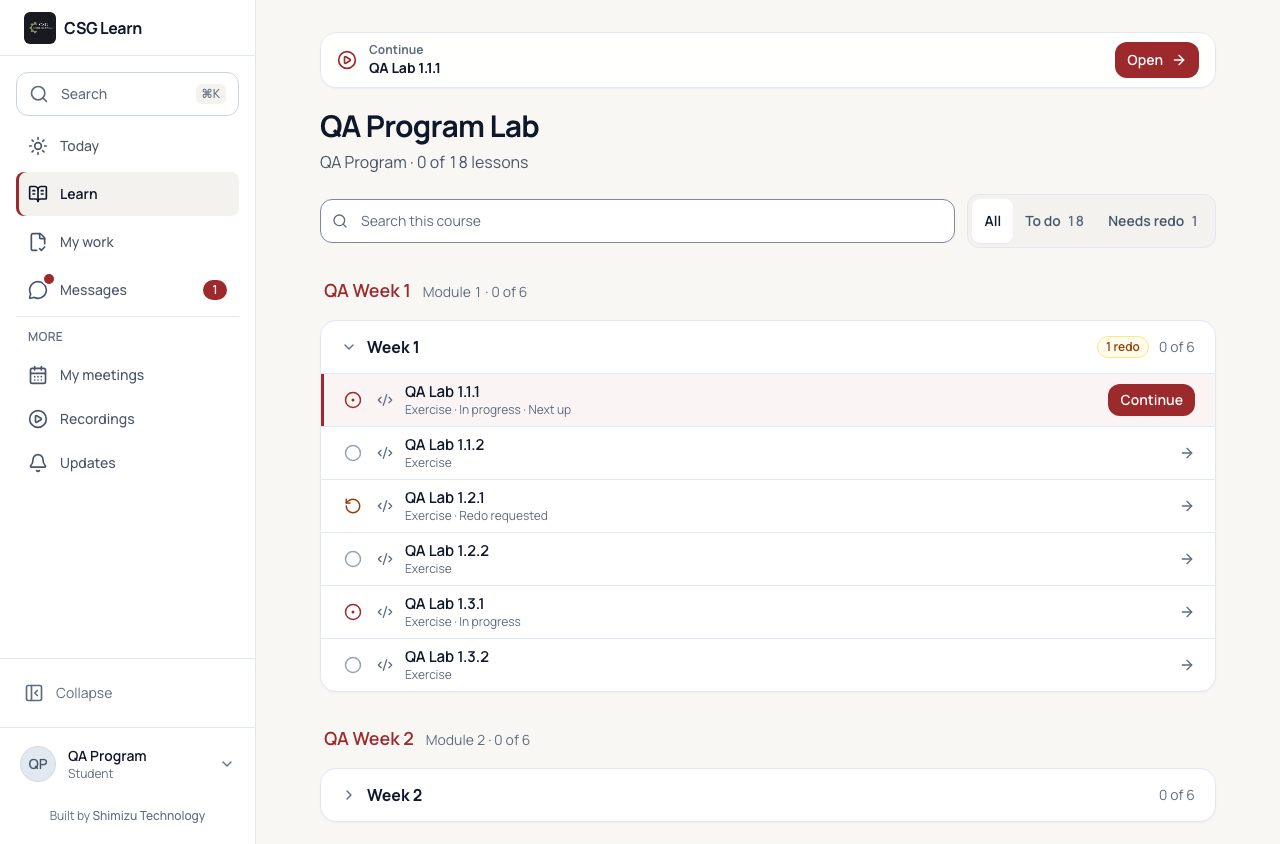 CSG Learn
Search ⌘K
Today
Learn
My work
Messages 1
MORE
My meetings
Recordings
Updates
Collapse
QP
QA Program
Student
Built by Shimizu Technology
Continue
QA Lab 1.1.1
Open
QA Program Lab
QA Program · 0 of 18 lessons
Search this course
All To do 18 Needs redo 1
QA Week 1 Module 1 · 0 of 6
Week 1 1 redo 0 of 6
QA Lab 1.1.1
Exercise · In progress · Next up
Continue
QA Lab 1.1.2
Exercise
QA Lab 1.2.1
Exercise · Redo requested
QA Lab 1.2.2
Exercise
QA Lab 1.3.1
Exercise · In progress
QA Lab 1.3.2
Exercise
QA Week 2 Module 2 · 0 of 6
Week 2 0 of 6